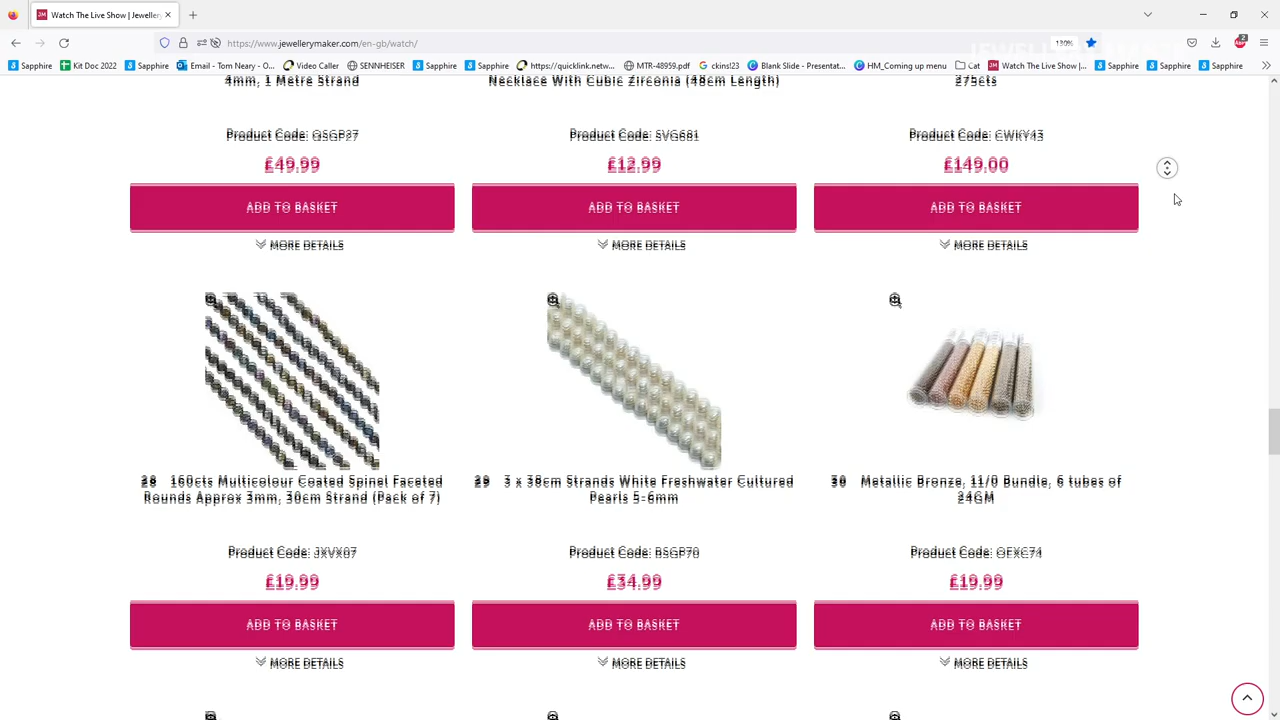 Watch The Live Show | Jeweller
https://www.jewellerymaker.com/en-gb/watch/
130%
Sapphire Kit Doc 2022 Sapphire Email - Tom Neary - O... Video Caller SENNHEISER Sapphire Sapphire https://quicklink.netw... MTR-48959.pdf ckins!23 Blank Slide - Presentat... HM_Coming up menu Cat Watch The Live Show |... Sapphire Sapphire Sapphire
4mm, 1 Metre Strand
Necklace With Cubic Zirconia (48cm Length)
275cts
Product Code: QSGP27
Product Code: SVG681
Product Code: CWKY43
£49.99
£12.99
£149.00
ADD TO BASKET
ADD TO BASKET
ADD TO BASKET
MORE DETAILS
MORE DETAILS
MORE DETAILS
28 160cts Multicolour Coated Spinel Faceted
Rounds Approx 3mm, 30cm Strand (Pack of 7)
29 3 x 38cm Strands White Freshwater Cultured
Pearls 5-6mm
30 Metallic Bronze, 11/0 Bundle, 6 tubes of
24GM
Product Code: JXVX07
Product Code: BSGP70
Product Code: OFXC74
£19.99
£34.99
£19.99
ADD TO BASKET
ADD TO BASKET
ADD TO BASKET
MORE DETAILS
MORE DETAILS
MORE DETAILS